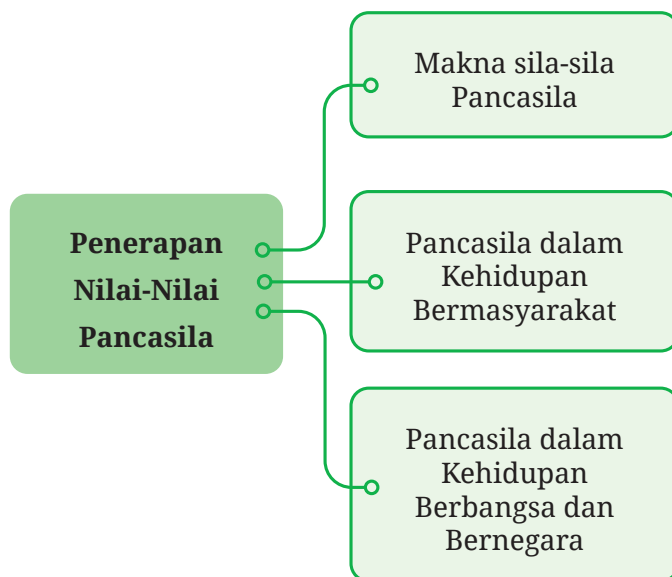 Makna sila-sila
Pancasila
Penerapan
Nilai-Nilai
Pancasila
Pancasila dalam
Kehidupan
Bermasyarakat
Pancasila dalam
Kehidupan
Berbangsa dan
Bernegara